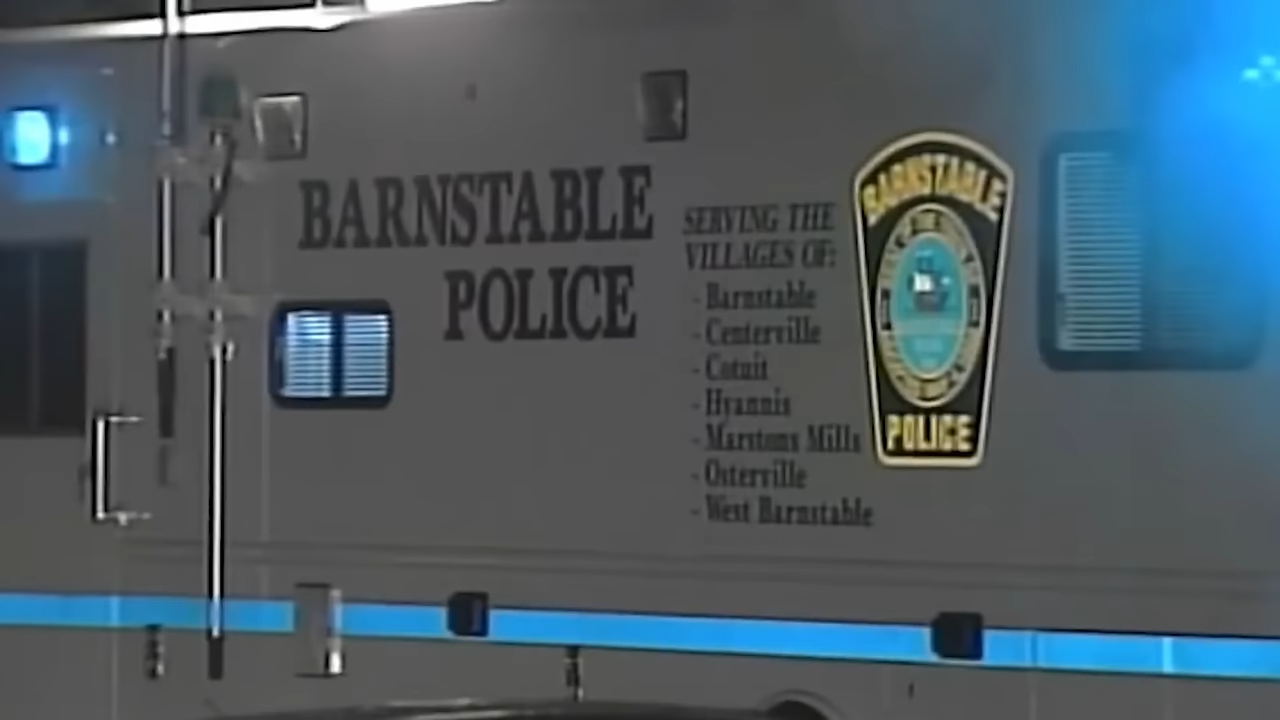 BARNSTABLE
POLICE
SERVING THE
VILLAGES OF:
- Barnstable
- Centerville
- Cotuit
- Hyannis
- Marstons Mills
- Osterville
- West Barnstable
BARNSTABLE
POLICE